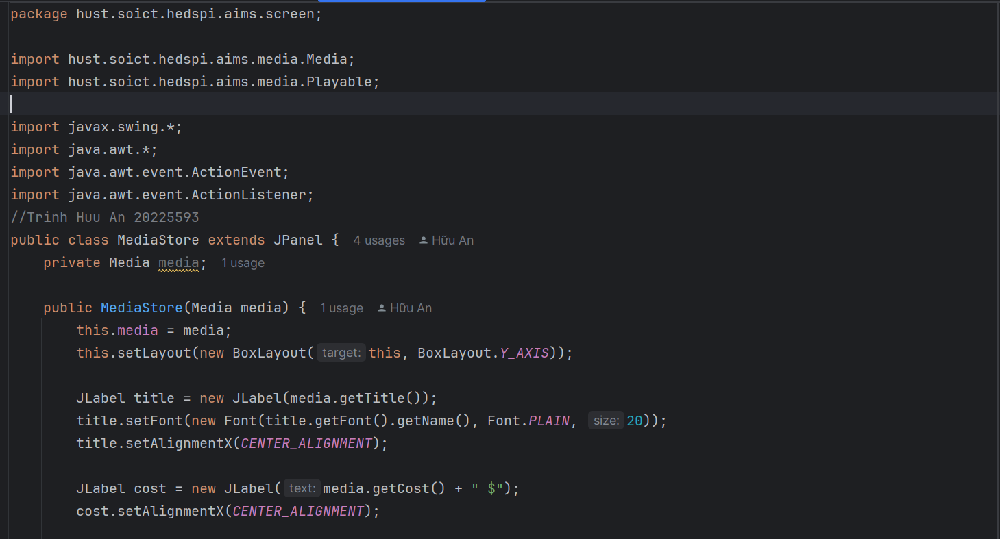 package hust.soict.hedspi.aims.screen;
import hust.soict.hedspi.aims.media.Media;
import hust.soict.hedspi.aims.media.Playable;
import javax.swing.*;
import java.awt.*;
import java.awt.event.ActionEvent;
import java.awt.event.ActionListener;
//Trinh Huu An 20225593
public class MediaStore extends JPanel {  4 usages  Hữu An
    private Media media;  1 usage
    public MediaStore(Media media) {  1 usage  Hữu An
        this.media = media;
        this.setLayout(new BoxLayout( target: this, BoxLayout.Y_AXIS));
        JLabel title = new JLabel(media.getTitle());
        title.setFont(new Font(title.getFont().getName(), Font.PLAIN, size: 20));
        title.setAlignmentX(CENTER_ALIGNMENT);
        JLabel cost = new JLabel( text: media.getCost() + " $");
        cost.setAlignmentX(CENTER_ALIGNMENT);